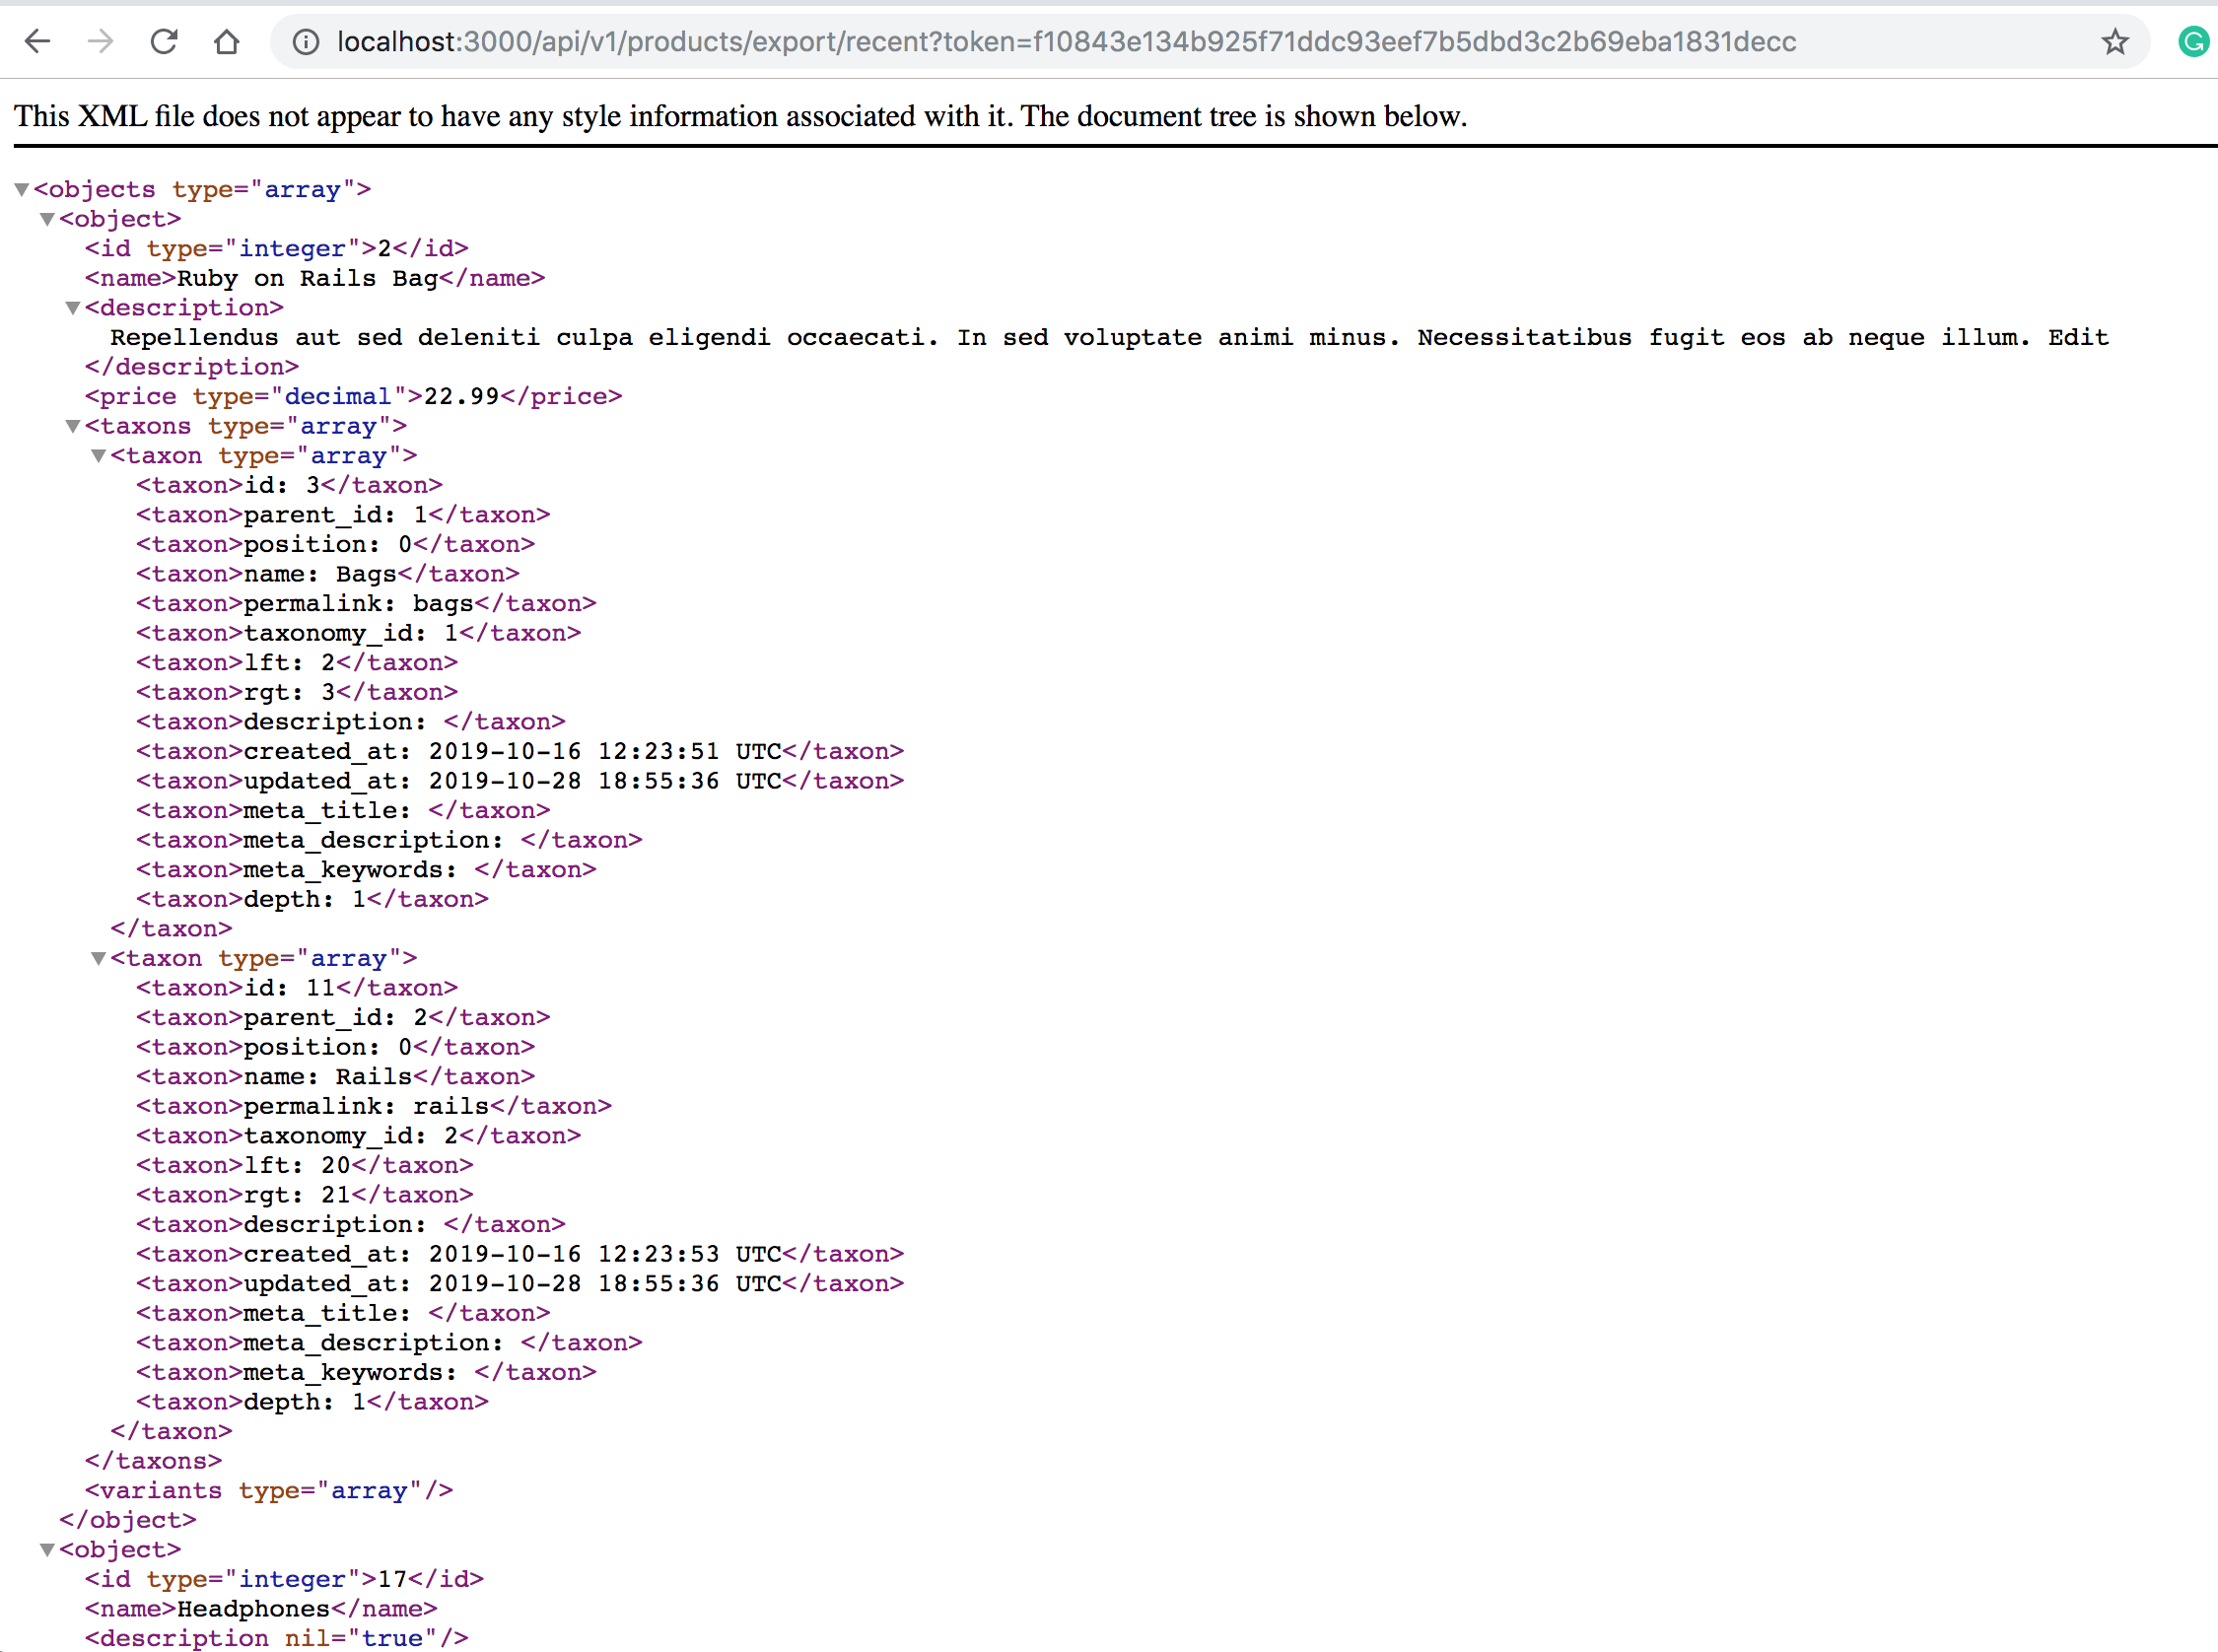 localhost:3000/api/v1/products/export/recent?token=f10843e134b925f71ddc93eef7b5dbd3c2b69eba1831decc
This XML file does not appear to have any style information associated with it. The document tree is shown below.
<objects type="array">
<object>
<id type="integer">2</id>
<name>Ruby on Rails Bag</name>
<description>
Repellendus aut sed deleniti culpa eligendi occaecati. In sed voluptate animi minus. Necessitatibus fugit eos ab neque illum. Edit
</description>
<price type="decimal">22.99</price>
<taxons type="array">
<taxon type="array">
<taxon>id: 3</taxon>
<taxon>parent_id: 1</taxon>
<taxon>position: 0</taxon>
<taxon>name: Bags</taxon>
<taxon>permalink: bags</taxon>
<taxon>taxonomy_id: 1</taxon>
<taxon>lft: 2</taxon>
<taxon>rgt: 3</taxon>
<taxon>description: </taxon>
<taxon>created_at: 2019-10-16 12:23:51 UTC</taxon>
<taxon>updated_at: 2019-10-28 18:55:36 UTC</taxon>
<taxon>meta_title: </taxon>
<taxon>meta_description: </taxon>
<taxon>meta_keywords: </taxon>
<taxon>depth: 1</taxon>
</taxon>
<taxon type="array">
<taxon>id: 11</taxon>
<taxon>parent_id: 2</taxon>
<taxon>position: 0</taxon>
<taxon>name: Rails</taxon>
<taxon>permalink: rails</taxon>
<taxon>taxonomy_id: 2</taxon>
<taxon>lft: 20</taxon>
<taxon>rgt: 21</taxon>
<taxon>description: </taxon>
<taxon>created_at: 2019-10-16 12:23:53 UTC</taxon>
<taxon>updated_at: 2019-10-28 18:55:36 UTC</taxon>
<taxon>meta_title: </taxon>
<taxon>meta_description: </taxon>
<taxon>meta_keywords: </taxon>
<taxon>depth: 1</taxon>
</taxon>
</taxons>
<variants type="array"/>
</object>
<object>
<id type="integer">17</id>
<name>Headphones</name>
<description nil="true"/>